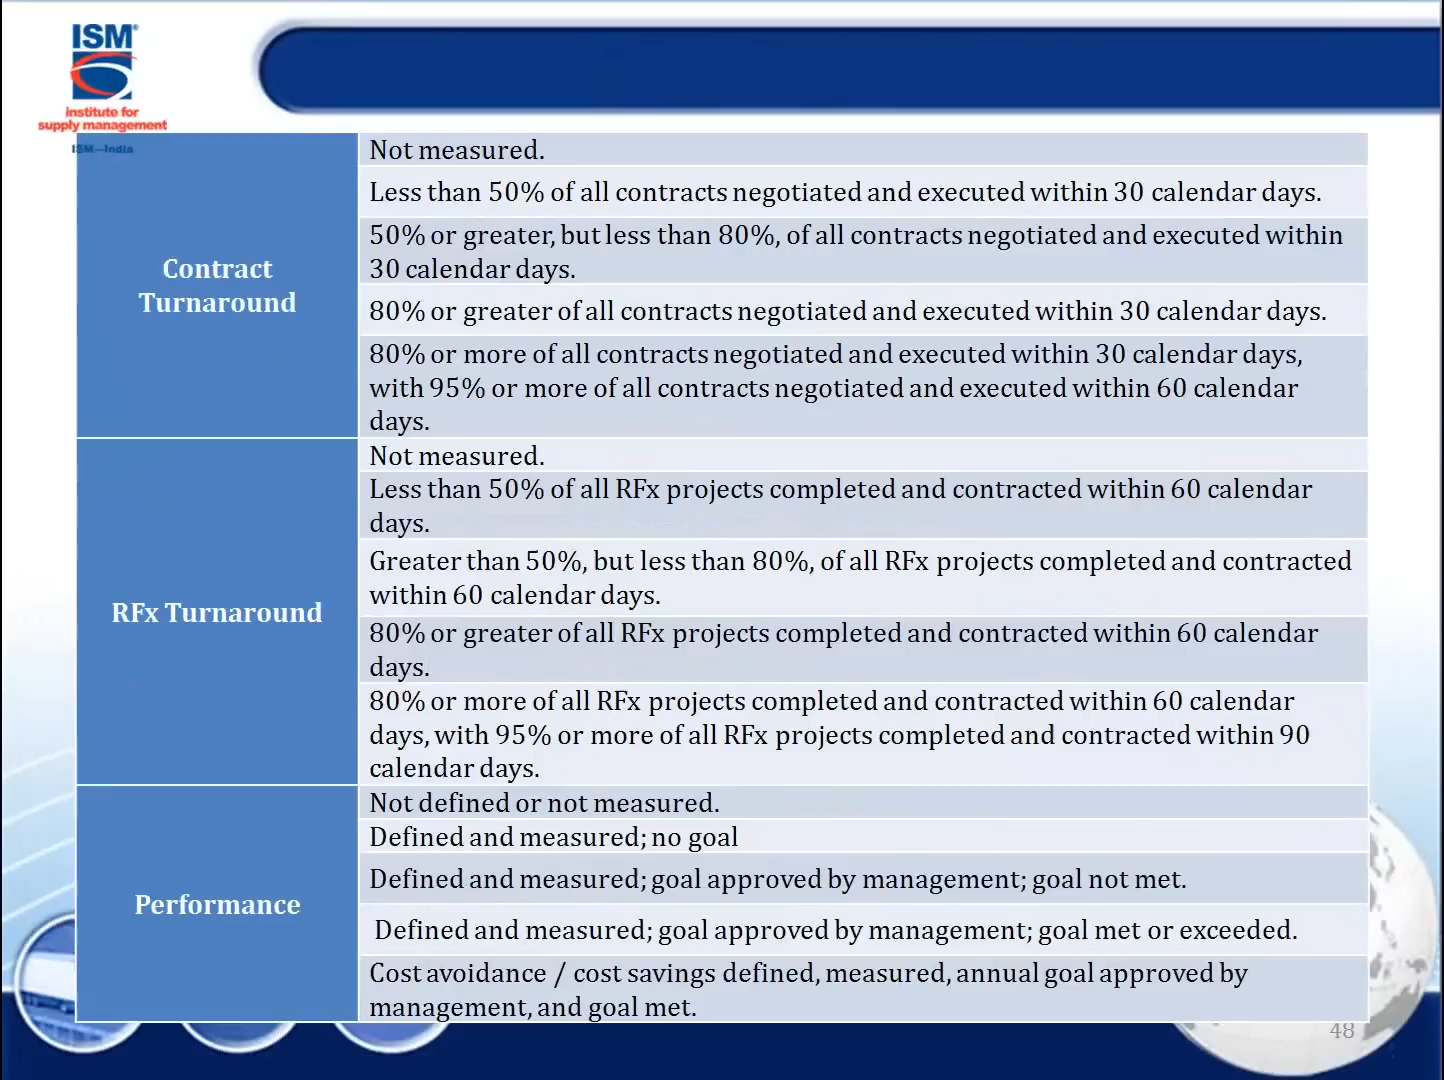 ISM®
institute for
supply management
ISM—India
Contract
Turnaround
Not measured.
Less than 50% of all contracts negotiated and executed within 30 calendar days.
50% or greater, but less than 80%, of all contracts negotiated and executed within
30 calendar days.
80% or greater of all contracts negotiated and executed within 30 calendar days.
80% or more of all contracts negotiated and executed within 30 calendar days,
with 95% or more of all contracts negotiated and executed within 60 calendar
days.
RFx Turnaround
Not measured.
Less than 50% of all RFx projects completed and contracted within 60 calendar
days.
Greater than 50%, but less than 80%, of all RFx projects completed and contracted
within 60 calendar days.
80% or greater of all RFx projects completed and contracted within 60 calendar
days.
80% or more of all RFx projects completed and contracted within 60 calendar
days, with 95% or more of all RFx projects completed and contracted within 90
calendar days.
Performance
Not defined or not measured.
Defined and measured; no goal
Defined and measured; goal approved by management; goal not met.
Defined and measured; goal approved by management; goal met or exceeded.
Cost avoidance / cost savings defined, measured, annual goal approved by
management, and goal met.
48